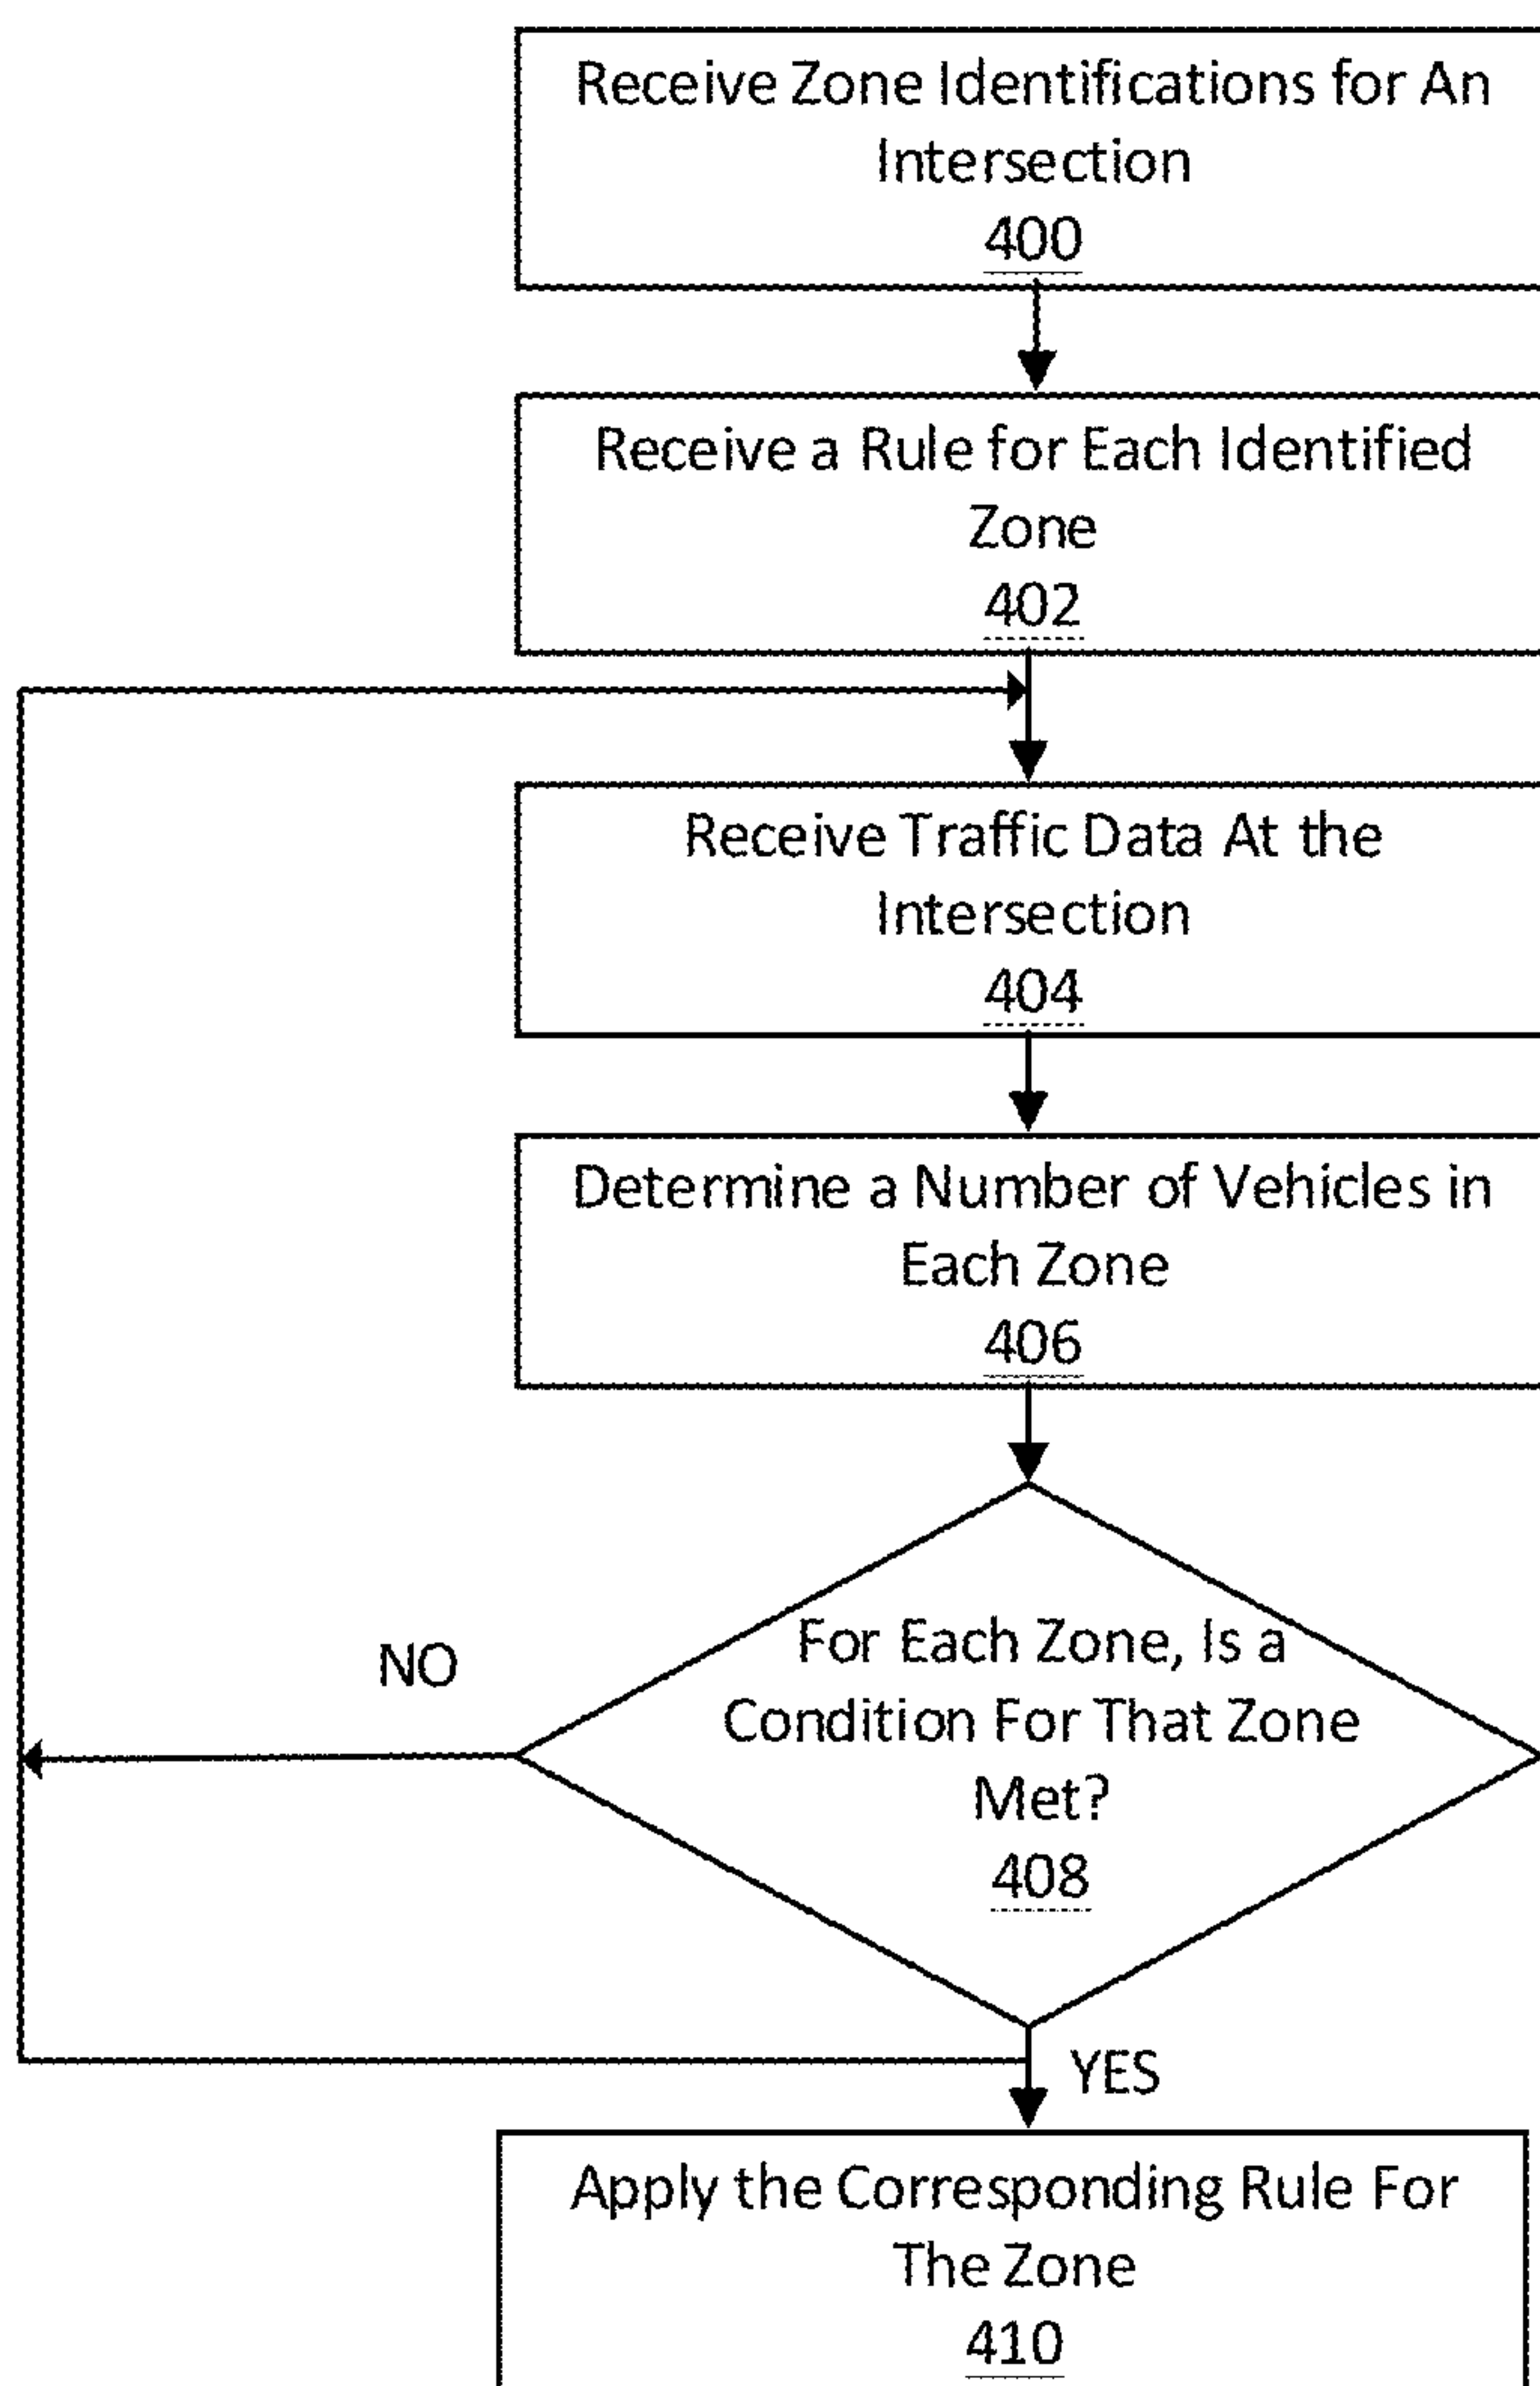 Receive Zone Identifications for An
Intersection
400
Receive a Rule for Each Identified
Zone
402
Receive Traffic Data At the
Intersection
404
Determine a Number of Vehicles in
Each Zone
406
For Each Zone, Is a
Condition For That Zone
Met?
408
NO
YES
Apply the Corresponding Rule For
The Zone
410